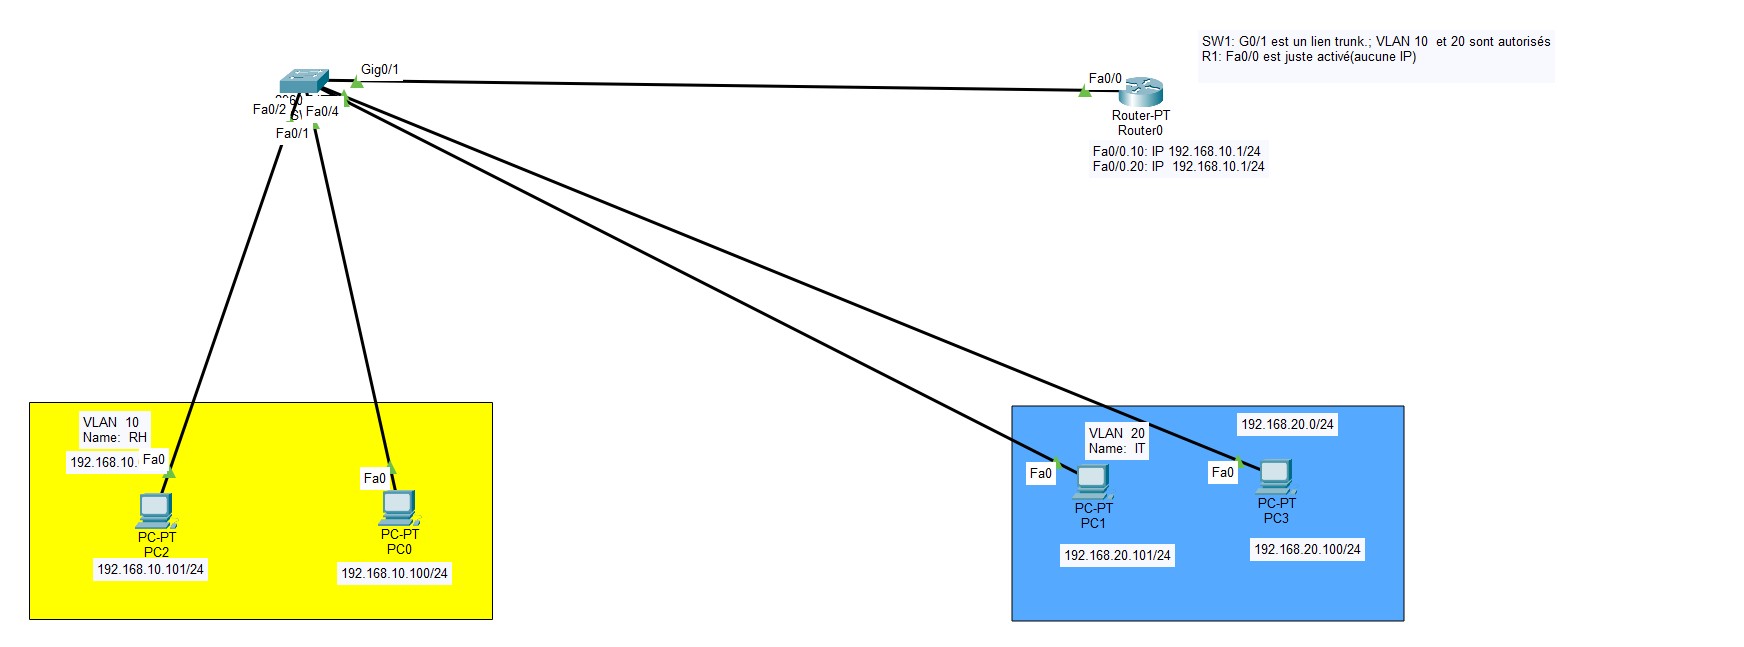 SW1: G0/1 est un lien trunk.; VLAN 10 et 20 sont autorisés
R1: Fa0/0 est juste activé(aucune IP)
Gig0/1
Fa0/0
Fa0/2
Fa0/4
Fa0/1
Router-PT
Router0
Fa0/0.10: IP 192.168.10.1/24
Fa0/0.20: IP 192.168.10.1/24
VLAN 10
Name: RH
192.168.10.
Fa0
Fa0
PC-PT
PC2
192.168.10.101/24
PC-PT
PC0
192.168.10.100/24
192.168.20.0/24
VLAN 20
Name: IT
Fa0
Fa0
PC-PT
PC1
192.168.20.101/24
PC-PT
PC3
192.168.20.100/24